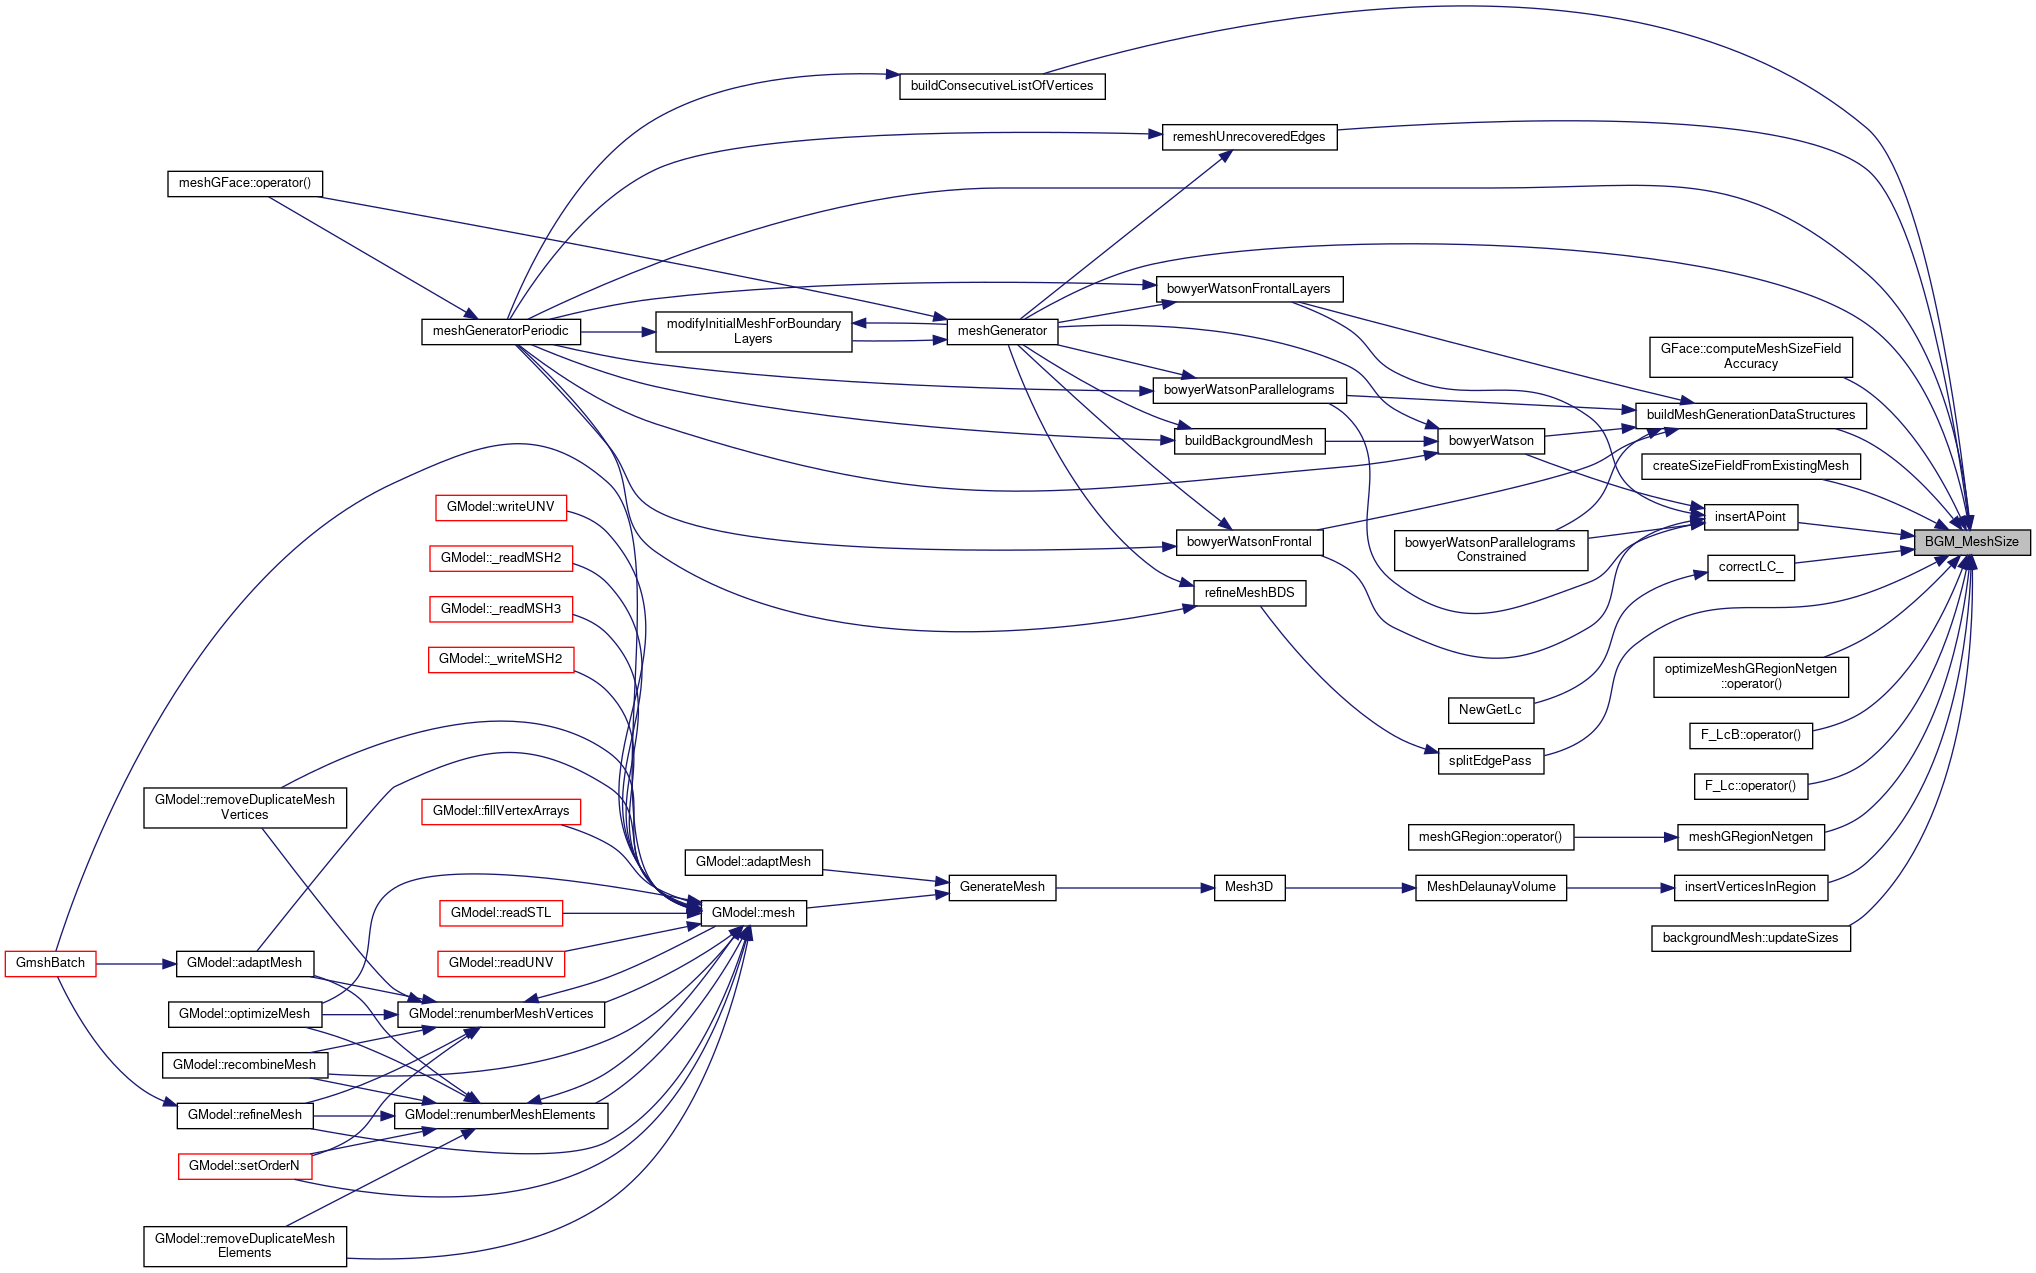 buildConsecutiveListOfVertices
remeshUnrecoveredEdges
meshGFace::operator()
bowyerWatsonFrontalLayers
meshGeneratorPeriodic
modifyInitialMeshForBoundary
Layers
meshGenerator
GFace::computeMeshSizeField
Accuracy
bowyerWatsonParallelograms
buildMeshGenerationDataStructures
buildBackgroundMesh
bowyerWatson
createSizeFieldFromExistingMesh
GModel::writeUNV
insertAPoint
GModel::_readMSH2
bowyerWatsonFrontal
bowyerWatsonParallelograms
Constrained
BGM_MeshSize
correctLC_
GModel::_readMSH3
refineMeshBDS
GModel::_writeMSH2
optimizeMeshGRegionNetgen
::operator()
NewGetLc
F_LcB::operator()
splitEdgePass
F_Lc::operator()
GModel::removeDuplicateMesh
Vertices
GModel::fillVertexArrays
meshGRegion::operator()
meshGRegionNetgen
GModel::adaptMesh
GenerateMesh
Mesh3D
MeshDelaunayVolume
insertVerticesInRegion
GModel::readSTL
GModel::mesh
backgroundMesh::updateSizes
GmshBatch
GModel::adaptMesh
GModel::readUNV
GModel::optimizeMesh
GModel::renumberMeshVertices
GModel::recombineMesh
GModel::refineMesh
GModel::renumberMeshElements
GModel::setOrderN
GModel::removeDuplicateMesh
Elements